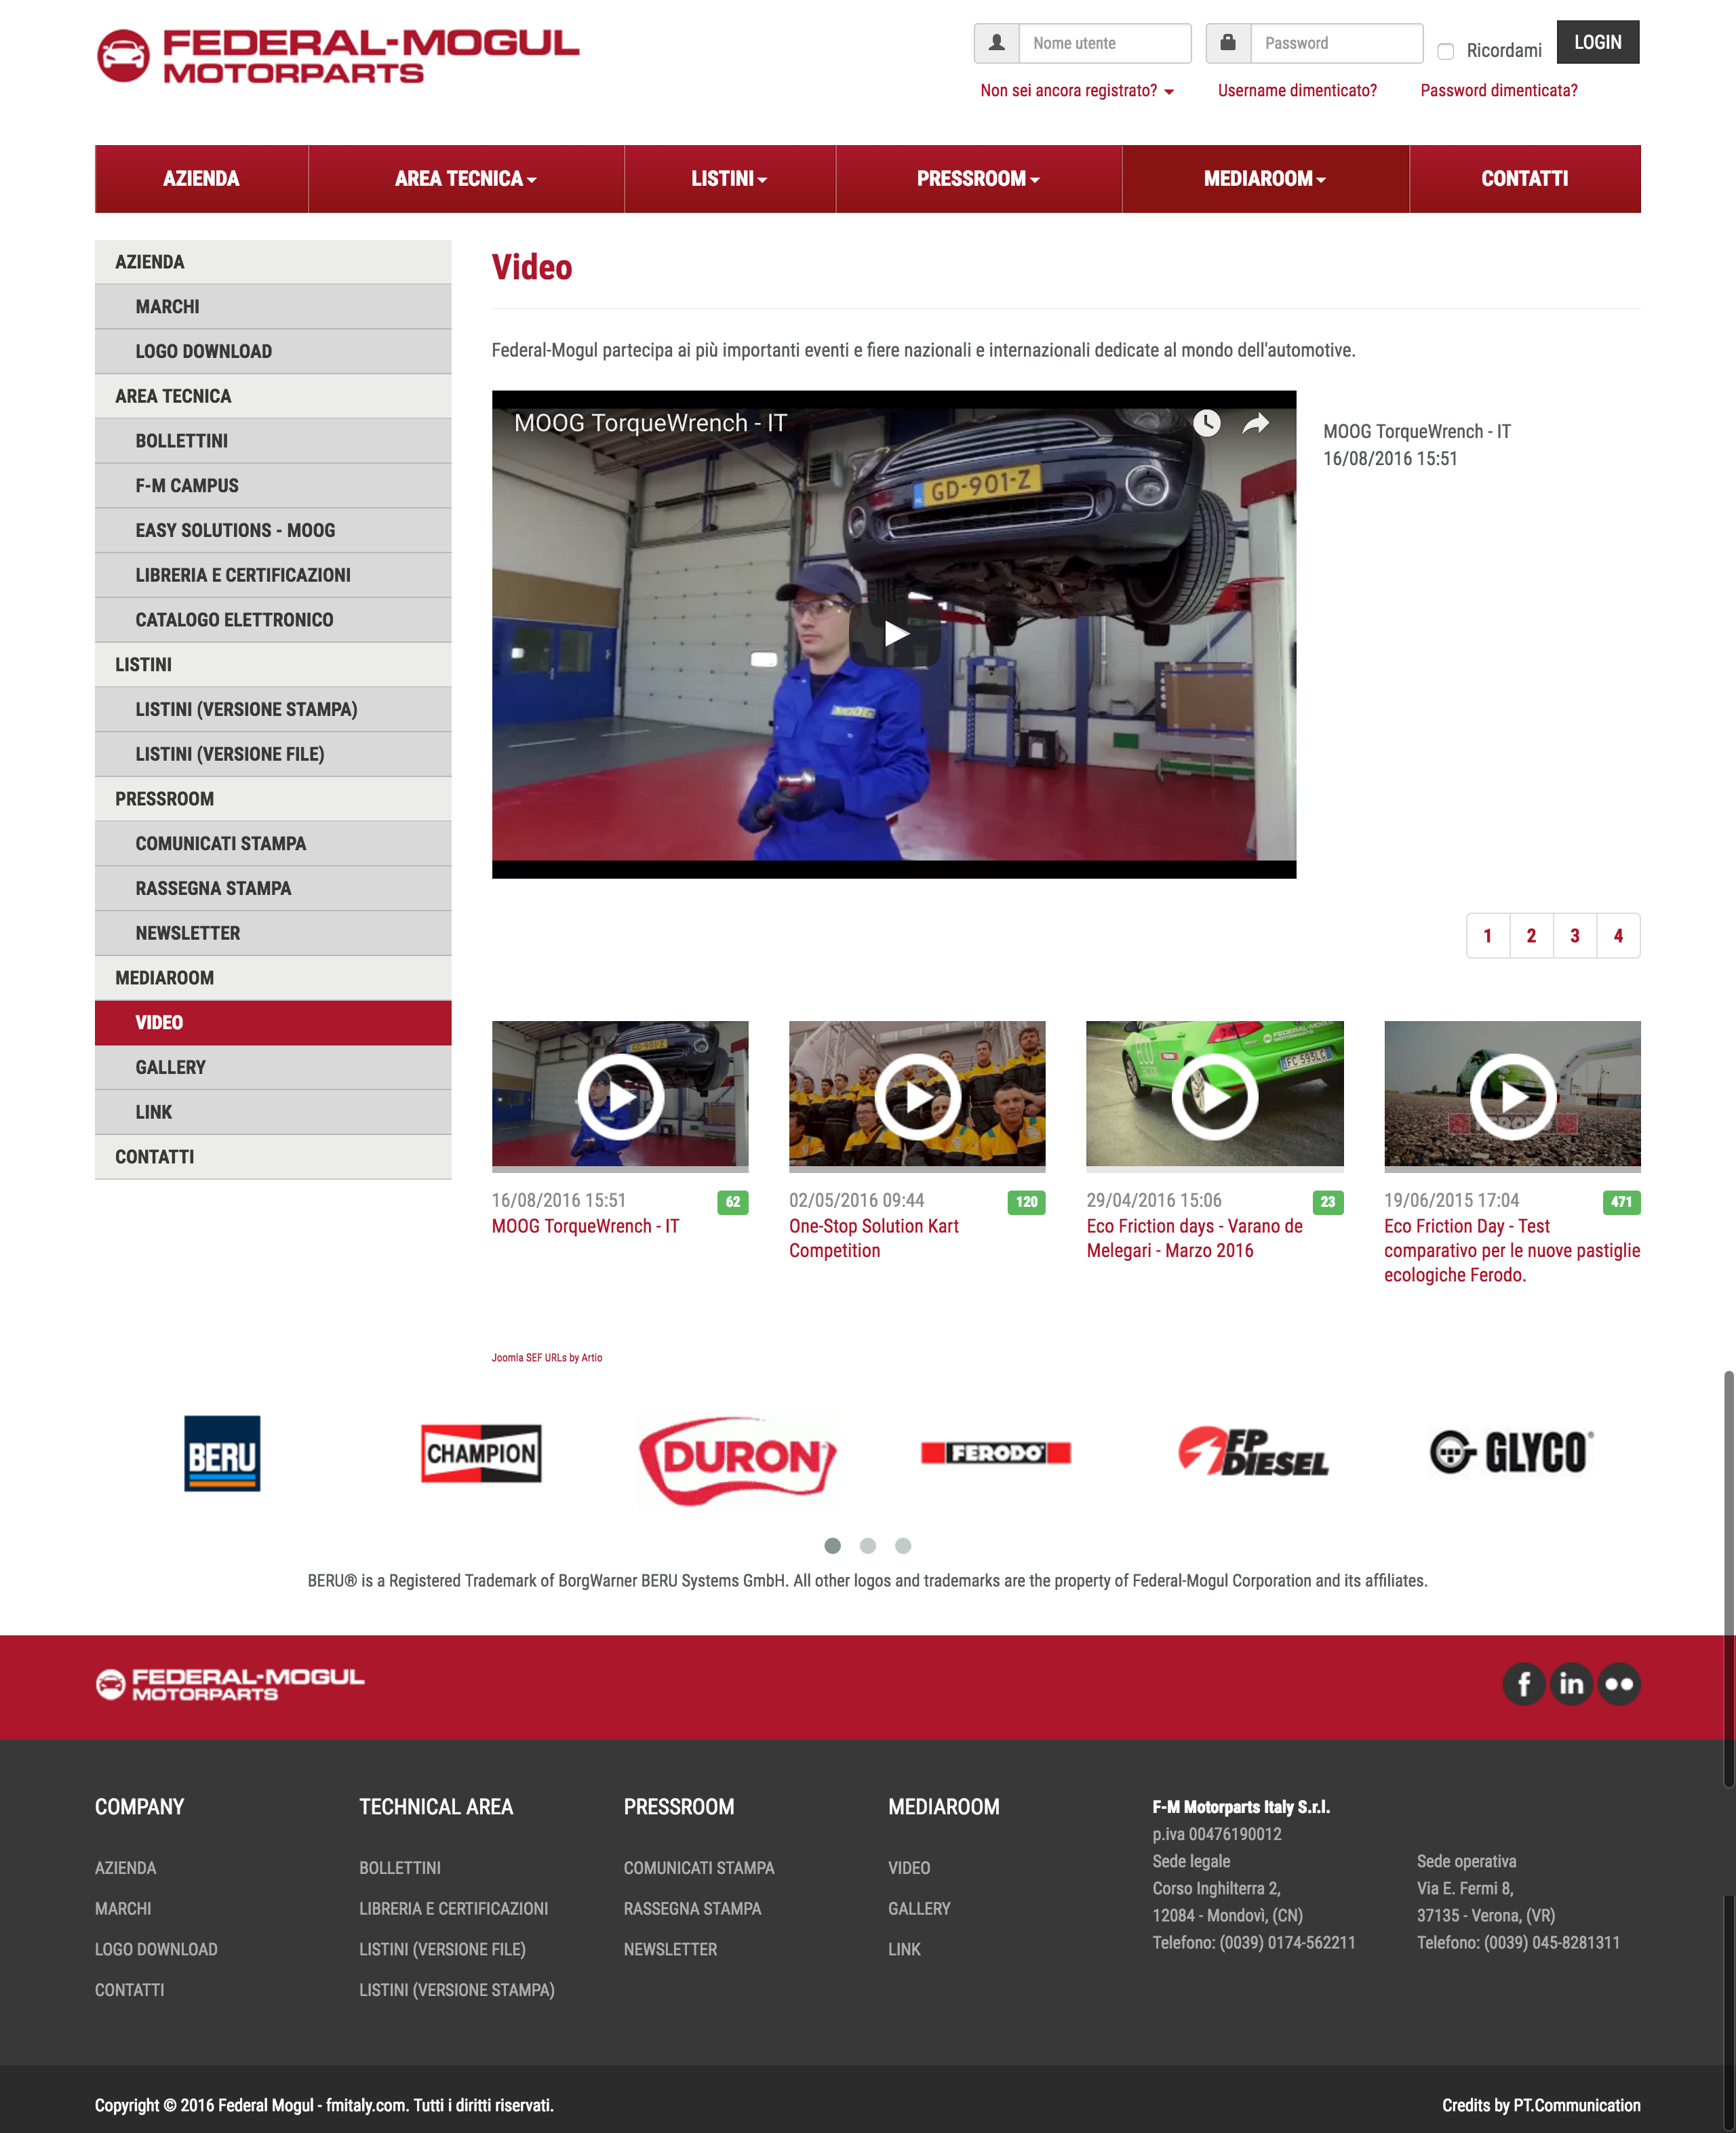 FEDERAL-MOGUL
MOTORPARTS
Nome utente
Password
Ricordami
LOGIN
Non sei ancora registrato?
Username dimenticato?
Password dimenticata?
AZIENDA
AREA TECNICA
LISTINI
PRESSROOM
MEDIAROOM
CONTATTI
AZIENDA
MARCHI
LOGO DOWNLOAD
AREA TECNICA
BOLLETTINI
F-M CAMPUS
EASY SOLUTIONS - MOOG
LIBRERIA E CERTIFICAZIONI
CATALOGO ELETTRONICO
LISTINI
LISTINI (VERSIONE STAMPA)
LISTINI (VERSIONE FILE)
PRESSROOM
COMUNICATI STAMPA
RASSEGNA STAMPA
NEWSLETTER
MEDIAROOM
VIDEO
GALLERY
LINK
CONTATTI
Video
Federal-Mogul partecipa ai più importanti eventi e fiere nazionali e internazionali dedicate al mondo dell'automotive.
MOOG TorqueWrench - IT
NL GD-901-Z
MOOG
MOOG TorqueWrench - IT
16/08/2016 15:51
1 2 3 4
GD-901-Z
FEDERAL-MOGUL
ECO
FC 593LC
16/08/2016 15:51 62
MOOG TorqueWrench - IT
02/05/2016 09:44 120
One-Stop Solution Kart
Competition
29/04/2016 15:06 23
Eco Friction days - Varano de
Melegari - Marzo 2016
19/06/2015 17:04 471
Eco Friction Day - Test
comparativo per le nuove pastiglie
ecologiche Ferodo.
Joomla SEF URLs by Artio
BERU
CHAMPION
DURON
FERODO
FP DIESEL
GLYCO®
BERU® is a Registered Trademark of BorgWarner BERU Systems GmbH. All other logos and trademarks are the property of Federal-Mogul Corporation and its affiliates.
FEDERAL-MOGUL
MOTORPARTS
f in
COMPANY
AZIENDA
MARCHI
LOGO DOWNLOAD
CONTATTI
TECHNICAL AREA
BOLLETTINI
LIBRERIA E CERTIFICAZIONI
LISTINI (VERSIONE FILE)
LISTINI (VERSIONE STAMPA)
PRESSROOM
COMUNICATI STAMPA
RASSEGNA STAMPA
NEWSLETTER
MEDIAROOM
VIDEO
GALLERY
LINK
F-M Motorparts Italy S.r.l.
p.iva 00476190012
Sede legale
Corso Inghilterra 2,
12084 - Mondovì, (CN)
Telefono: (0039) 0174-562211
Sede operativa
Via E. Fermi 8,
37135 - Verona, (VR)
Telefono: (0039) 045-8281311
Copyright © 2016 Federal Mogul - fmitaly.com. Tutti i diritti riservati.
Credits by PT.Communication